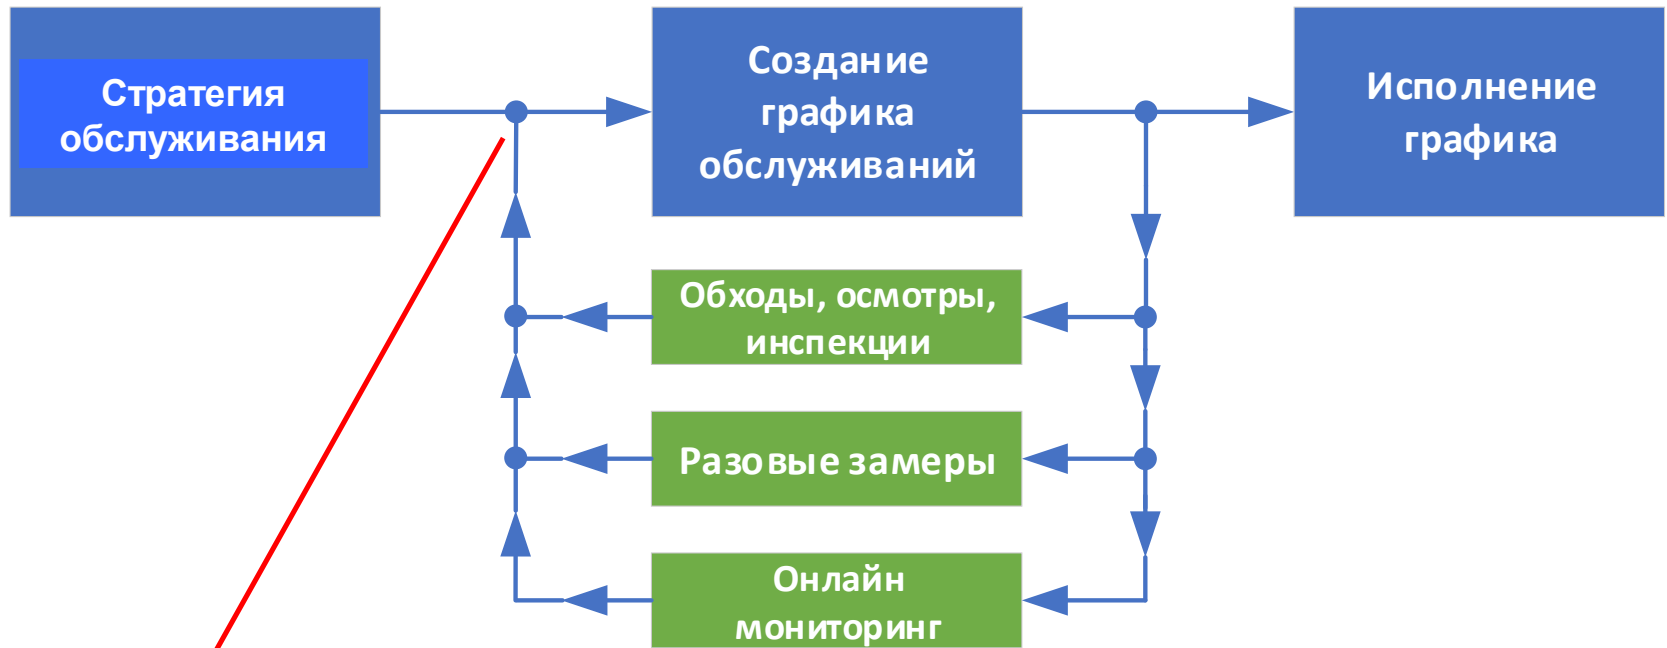 Стратегия
обслуживания
Создание
графика
обслуживаний
Исполнение
графика
Обходы, осмотры,
инспекции
Разовые замеры
Онлайн
мониторинг